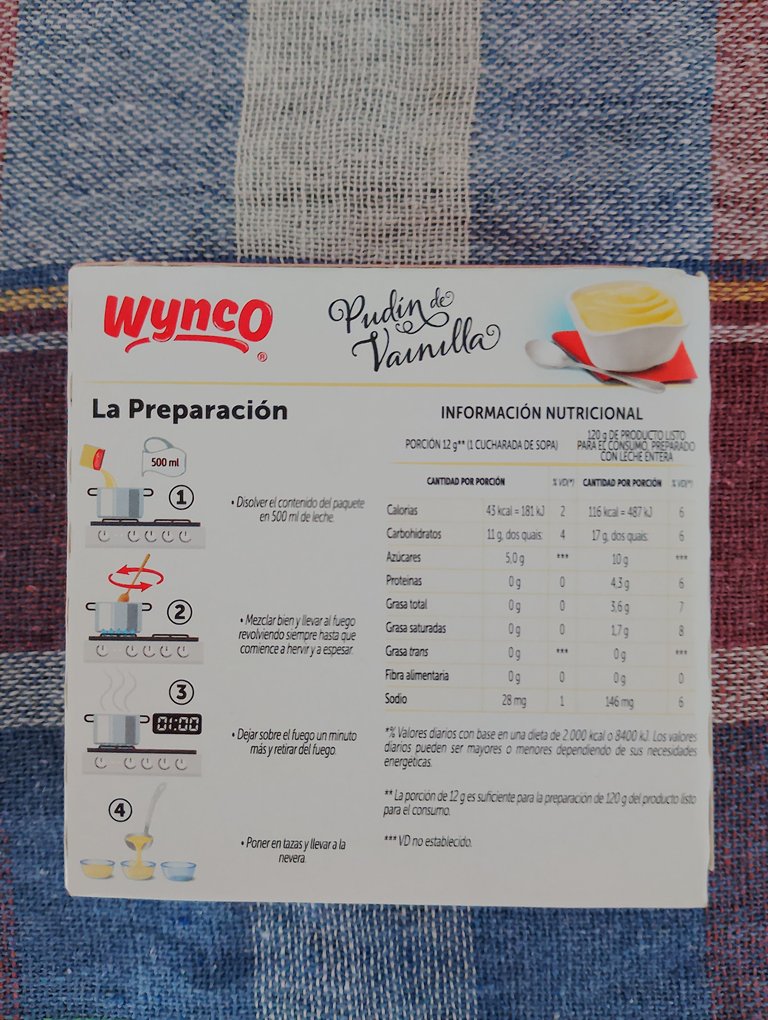 Wynco
®
Pudín de
Vainilla
La Preparación
500 ml
1
• Disolver el contenido del paquete
en 500 ml de leche.
2
• Mezclar bien y llevar al fuego
revolviendo siempre hasta que
comience a hervir y a espesar.
3
01:00
• Dejar sobre el fuego un minuto
más y retirar del fuego.
4
• Poner en tazas y llevar a la
nevera.
INFORMACIÓN NUTRICIONAL
PORCIÓN 12 g** (1 CUCHARADA DE SOPA)
120 g DE PRODUCTO LISTO
PARA EL CONSUMO, PREPARADO
CON LECHE ENTERA
CANTIDAD POR PORCIÓN % VD(*) CANTIDAD POR PORCIÓN % VD(*)
Calorias 43 kcal = 181 kJ 2 116 kcal = 487 kJ 6
Carbohidratos 11 g, dos quais: 4 17 g, dos quais: 6
Azúcares 5,0 g *** 10 g ***
Proteinas 0 g 0 4,3 g 6
Grasa total 0 g 0 3,6 g 7
Grasa saturadas 0 g 0 1,7 g 8
Grasa trans 0 g *** 0 g ***
Fibra alimentaria 0 g 0 0 g 0
Sodio 28 mg 1 146 mg 6
*% Valores diarios con base en una dieta de 2.000 kcal o 8400 kJ. Los valores
diarios pueden ser mayores o menores dependiendo de sus necesidades
energéticas.
** La porción de 12 g es suficiente para la preparación de 120 g del producto listo
para el consumo.
*** VD no establecido.